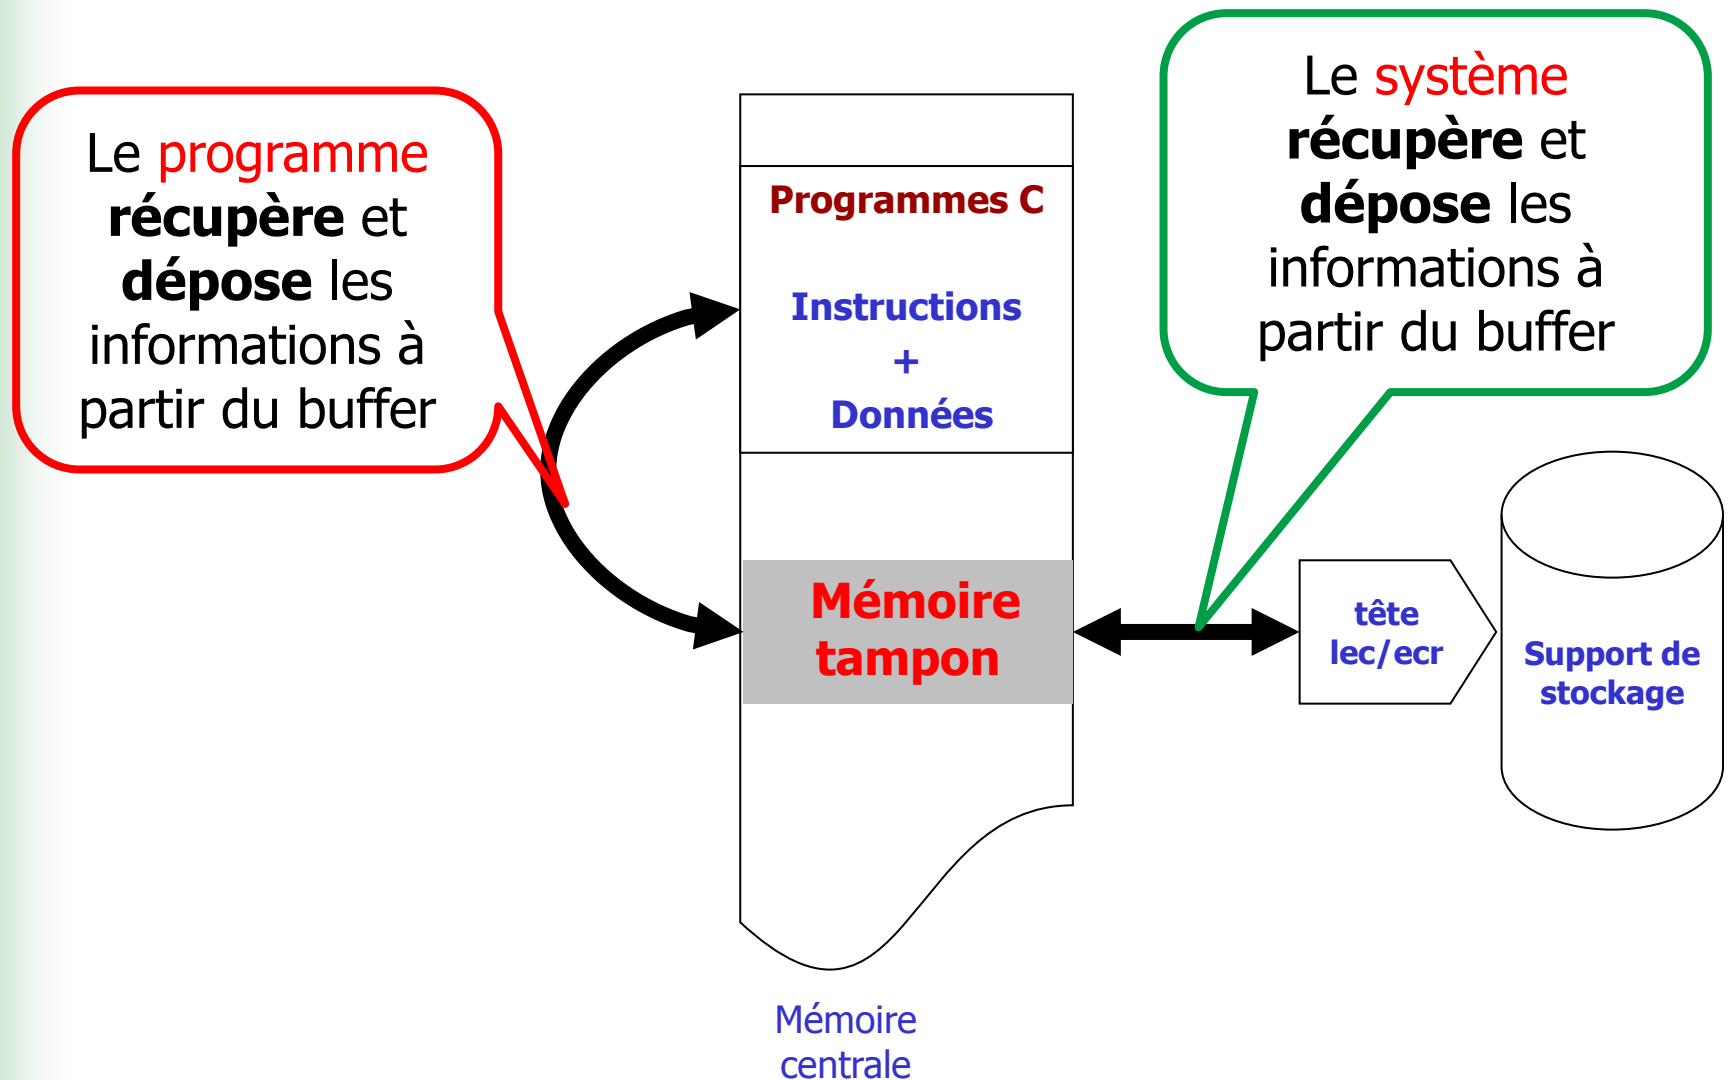 Le programme
récupère et
dépose les
informations à
partir du buffer
Programmes C
Instructions
+
Données
Mémoire
tampon
Mémoire
centrale
Le système
récupère et
dépose les
informations à
partir du buffer
tête
lec/ecr
Support de
stockage